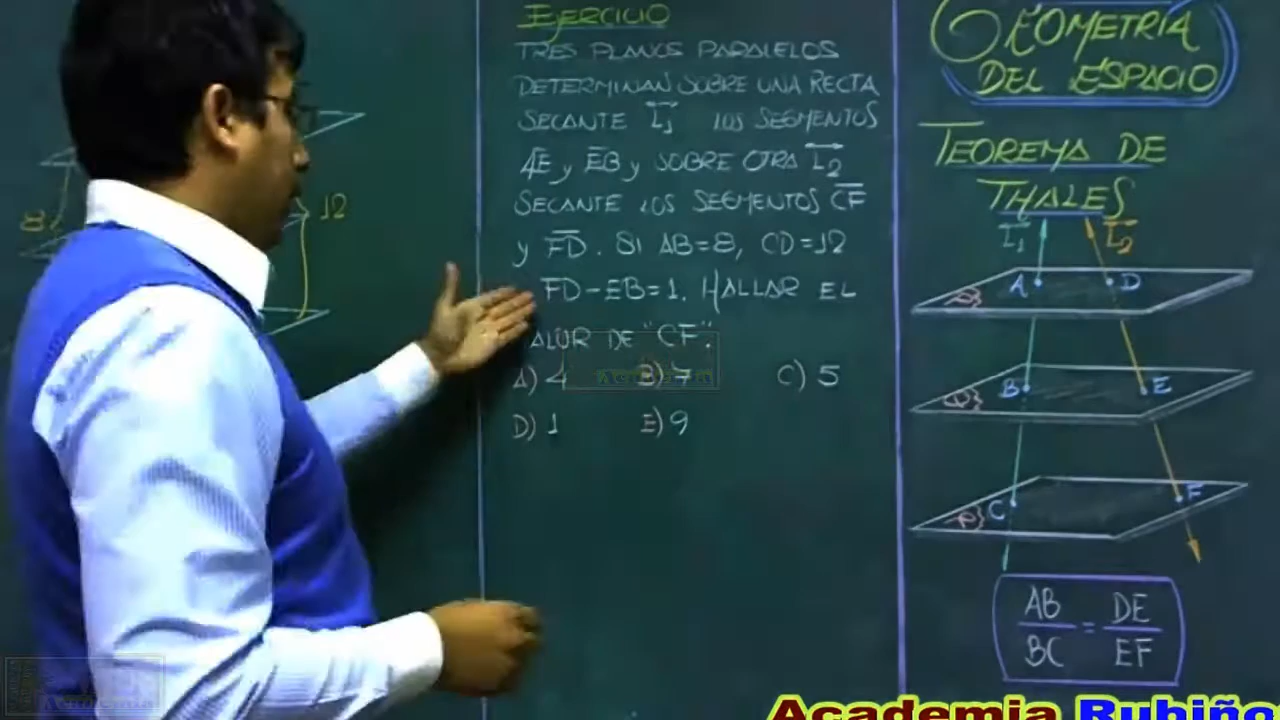 8
12
EJERCICIO
TRES PLANOS PARALELOS
DETERMINAN SOBRE UNA RECTA
SECANTE L1 LOS SEGMENTOS
AE y EB y SOBRE OTRA L2
SECANTE LOS SEGMENTOS CF
y FD. SI AB=8, CD=12
FD-EB=1. HALLAR EL
ALOR DE "CF".
A) 4 B) 7 C) 5
D) 1 E) 9
GEOMETRIA
DEL ESPACIO
TEOREMA DE
THALES
L1 L2
A D
B E
C F
AB/BC = DE/EF
Academia Rubiño